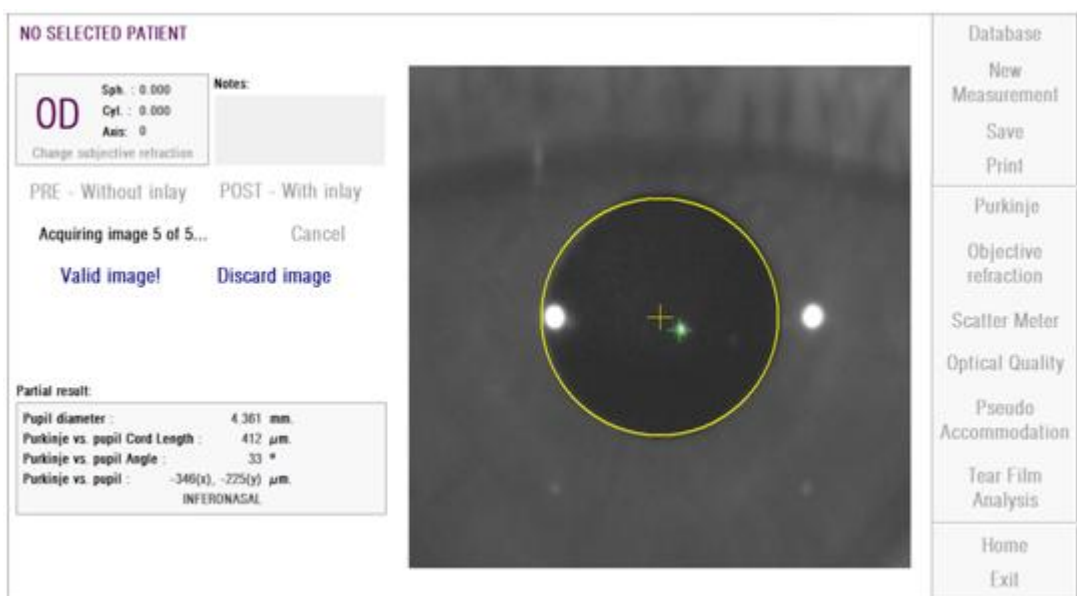 NO SELECTED PATIENT
OD
Sph. : 0.000
Cyl. : 0.000
Axis: 0
Change subjective refraction
Notes:
PRE - Without inlay
POST - With inlay
Acquiring image 5 of 5...
Cancel
Valid image!
Discard image
Partial result:
Pupil diameter : 4.361 mm.
Purkinje vs. pupil Cord Length : 412 µm.
Purkinje vs. pupil Angle : 33 º
Purkinje vs. pupil : -346(x), -225(y) µm.
INFERONASAL
Database
New
Measurement
Save
Print
Purkinje
Objective
refraction
Scatter Meter
Optical Quality
Pseudo
Accommodation
Tear Film
Analysis
Home
Exit